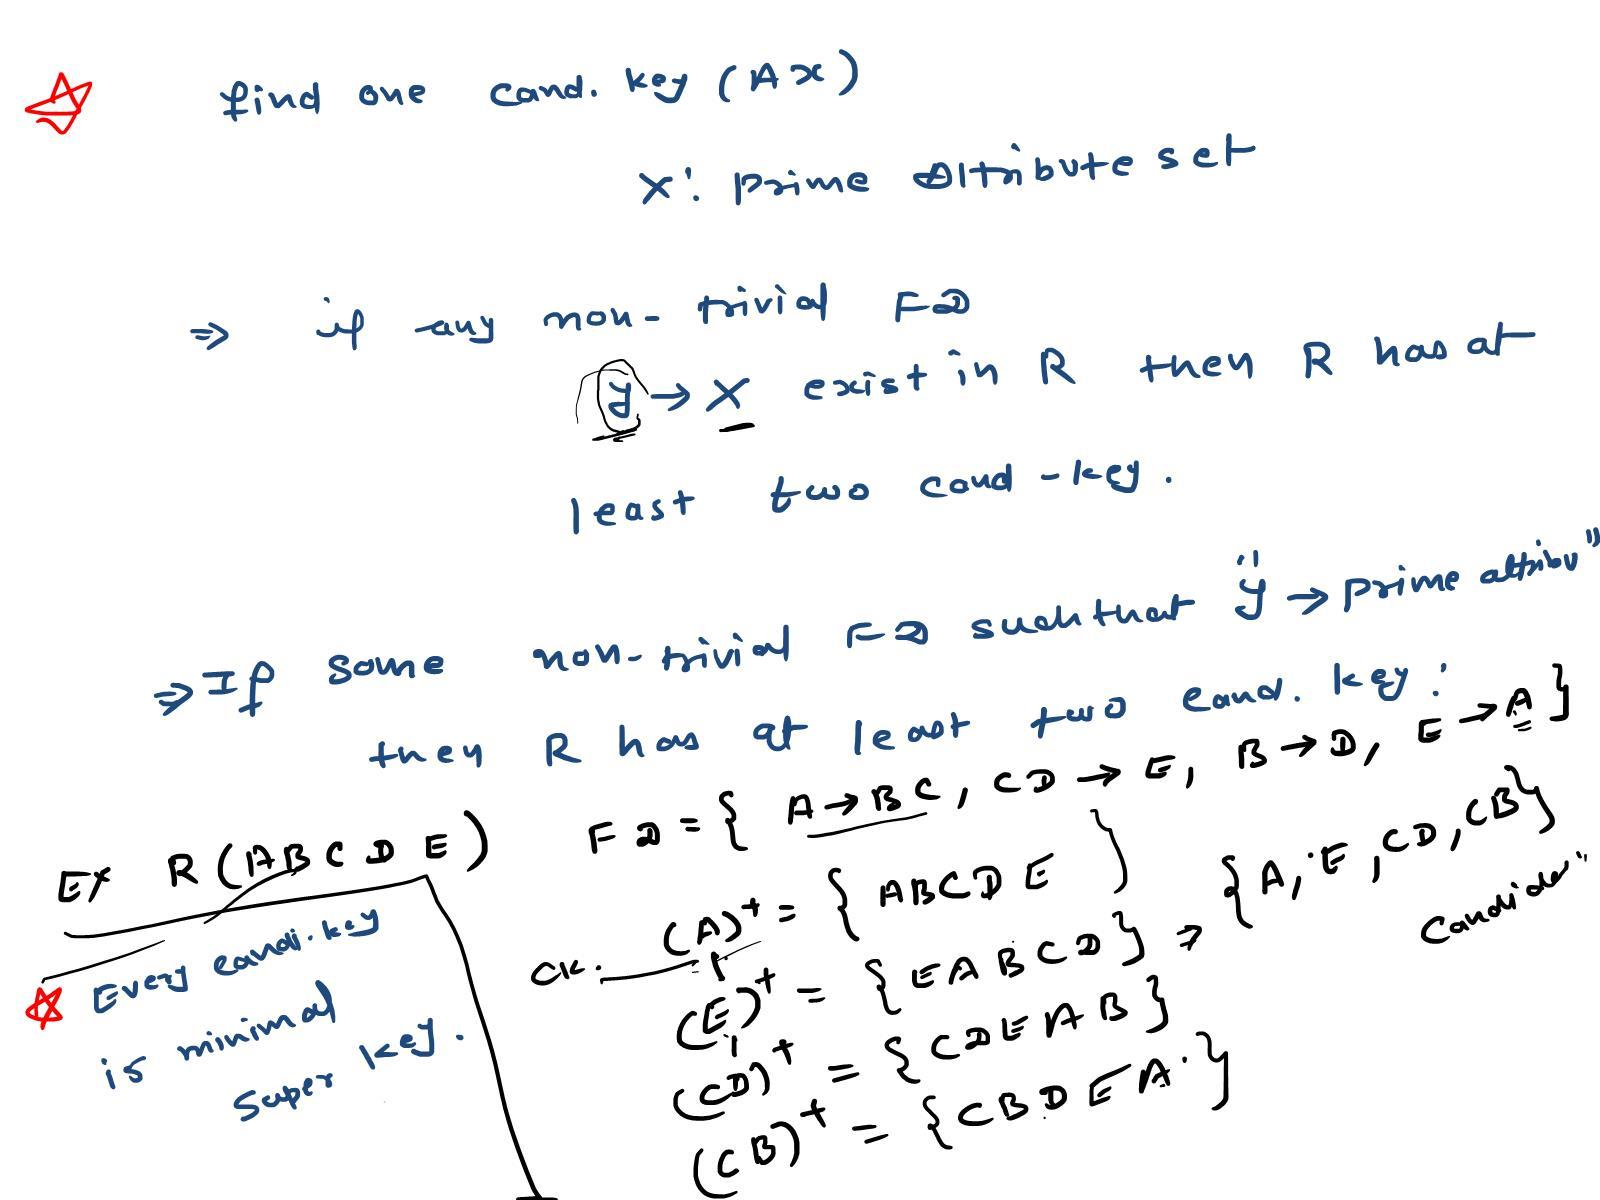 find one cand. key (Ax)
X: prime Attribute set
⇒ if any non-trivial FD
y → X exist in R then R has at
least two cand-key.
⇒ If some non-trivial FD such that "y → prime attribu"
then R has at least two cand. key.
Ex R(ABCDE) FD = { A → BC, CD → E, B → D, E → A }
CK. (A)+ = { ABCDE }
(E)+ = { EABCD } ⇒ {A, E, CD, CB}
(CD)+ = { CDEAB }
(CB)+ = { CBDEA }
Every candi. key
is minimal
super key.